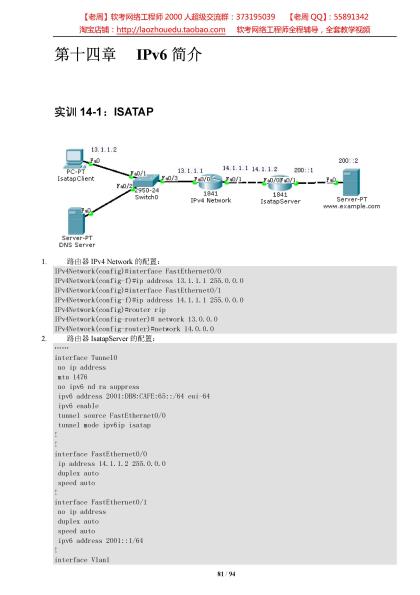 【老周】软考网络工程师 2000 人超级交流群：373195039 【老周 QQ】：55891342
淘宝店铺：http://laozhouedu.taobao.com 软考网络工程师全程辅导，全套教学视频
第十四章 IPv6 简介
实训 14-1：ISATAP
13.1.1.2
200::2
PC-PT
IsatapClient
Fa0
Fa0/1
Fa0/2
Fa0/3
2950-24
Switch0
13.1.1.1
Fa0/0
14.1.1.1
Fa0/1
1841
IPv4 Network
14.1.1.2
200::1
Fa0/0
Fa0/1
1841
IsatapServer
Fa0
Server-PT
www.example.com
Fa0
Server-PT
DNS Server
1. 路由器 IPv4 Network 的配置：
IPv4Network(config)#interface FastEthernet0/0
IPv4Network(config-f)#ip address 13.1.1.1 255.0.0.0
IPv4Network(config)#interface FastEthernet0/1
IPv4Network(config-f)#ip address 14.1.1.1 255.0.0.0
IPv4Network(config)#router rip
IPv4Network(config-router)# network 13.0.0.0
IPv4Network(config-router)#network 14.0.0.0
2. 路由器 IsatapServer 的配置：
……
interface Tunnel0
no ip address
mtu 1476
no ipv6 nd ra suppress
ipv6 address 2001:DB8:CAFE:65::/64 eui-64
ipv6 enable
tunnel source FastEthernet0/0
tunnel mode ipv6ip isatap
!
!
interface FastEthernet0/0
ip address 14.1.1.2 255.0.0.0
duplex auto
speed auto
!
interface FastEthernet0/1
no ip address
duplex auto
speed auto
ipv6 address 2001::1/64
!
interface Vlan1
81 / 94